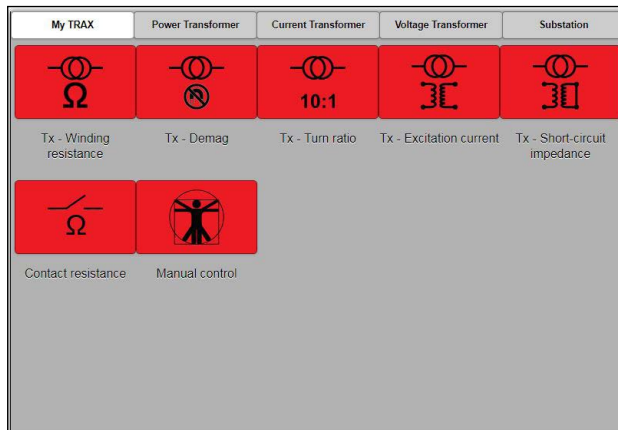 My TRAX
Power Transformer
Current Transformer
Voltage Transformer
Substation
Ω
10:1
Tx - Winding
resistance
Tx - Demag
Tx - Turn ratio
Tx - Excitation current
Tx - Short-circuit
impedance
Ω
Contact resistance
Manual control